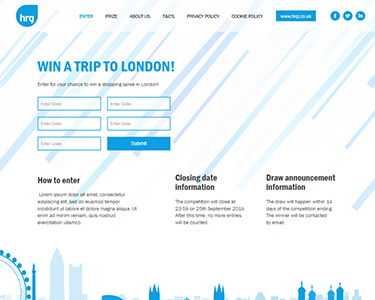 hrg
ENTER PRIZE ABOUT US T&C'S PRIVACY POLICY COOKIE POLICY www.hrg.co.uk
WIN A TRIP TO LONDON!
Enter for your chance to win a shopping spree in London!
Enter Code Enter Code
Enter Code Enter Code
Enter Code Submit
How to enter
Lorem ipsum dolor sit amet, consectetur
adipiscing elit, sed do eiusmod tempor incididunt
ut labore et dolore magna aliqua. Ut
enim ad minim veniam, quis nostrud
exercitation ullamco laboris nisi ut aliquip
Closing date
information
The competition will close at
23:59 on 25th September 2019.
After this time, no more entries
will be counted.
Draw announcement
information
The draw will happen within 14
days of the competition ending.
The winner will be contacted
by email.